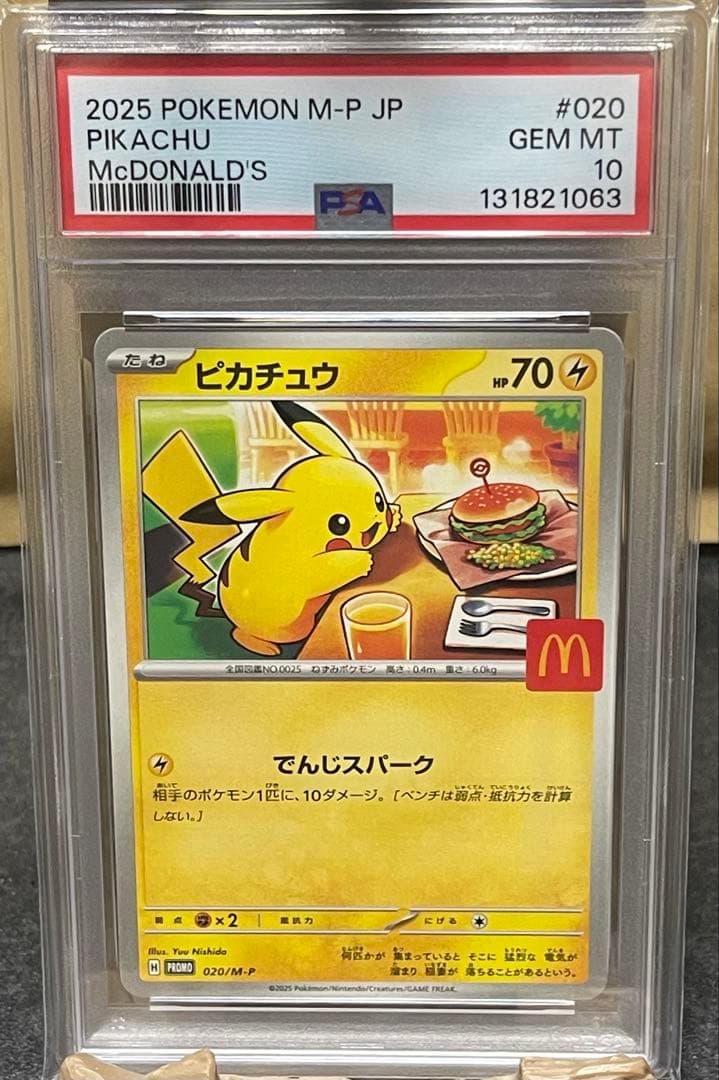 2025 POKEMON M-P JP #020
PIKACHU GEM MT
McDONALD'S 10
PSA 131821063
たね ピカチュウ HP70
全国図鑑NO.0025 ねずみポケモン 高さ:0.4m 重さ:6.0kg
でんじスパーク
相手のポケモン1匹に、10ダメージ。[ベンチは弱点・抵抗力を計算
しない。]
弱点 ×2 抵抗力 にげる
Illus. Yuu Nishida
何匹かが 集まっていると そこに 猛烈な 電気が
溜まり 稲妻が 落ちることがあるという。
H PROMO 020/M-P
©2025 Pokémon/Nintendo/Creatures/GAME FREAK.